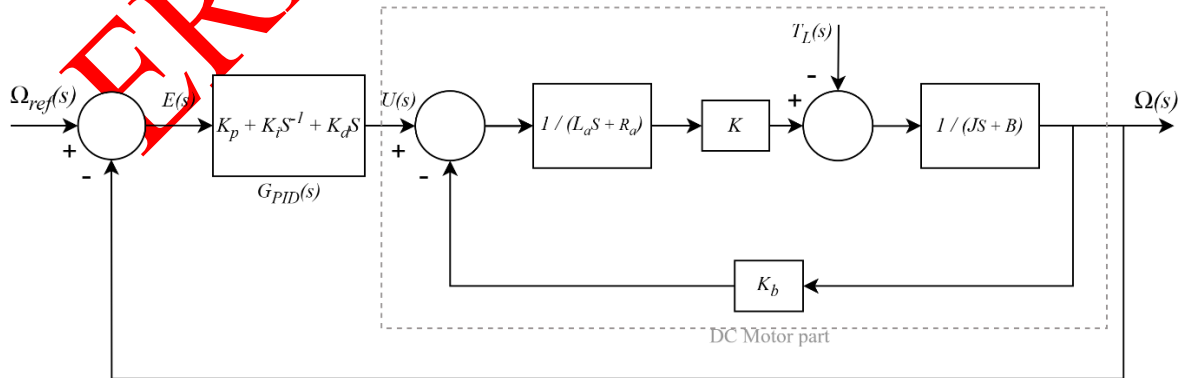 T_L(s)
-
Ω_ref(s)
E(s)
U(s)
Ω(s)
+
K_p + K_i S^-1 + K_d S
1 / (L_a S + R_a)
K
1 / (JS + B)
+
-
+
-
G_PID(s)
K_b
DC Motor part